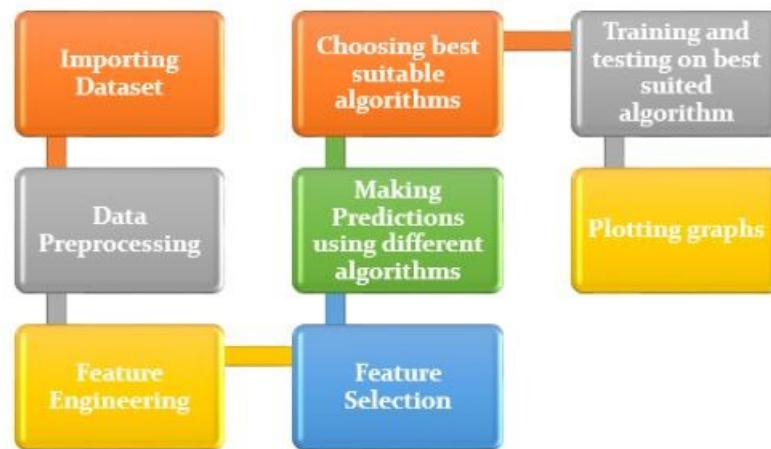 Importing
Dataset
Data
Preprocessing
Feature
Engineering
Feature
Selection
Making
Predictions
using different
algorithms
Choosing best
suitable
algorithms
Training and
testing on best
suited
algorithm
Plotting graphs